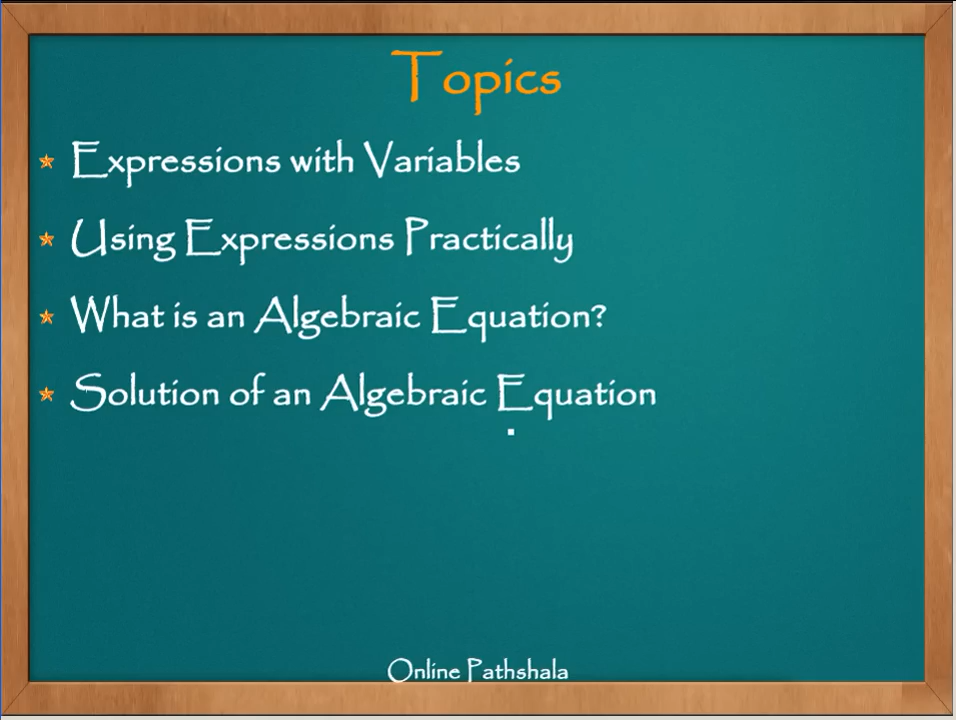 Topics
Expressions with Variables
Using Expressions Practically
What is an Algebraic Equation?
Solution of an Algebraic Equation
Online Pathshala